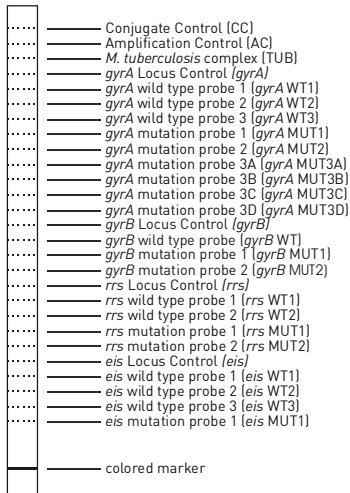 Conjugate Control (CC)
Amplification Control (AC)
M. tuberculosis complex (TUB)
gyrA Locus Control (gyrA)
gyrA wild type probe 1 (gyrA WT1)
gyrA wild type probe 2 (gyrA WT2)
gyrA wild type probe 3 (gyrA WT3)
gyrA mutation probe 1 (gyrA MUT1)
gyrA mutation probe 2 (gyrA MUT2)
gyrA mutation probe 3A (gyrA MUT3A)
gyrA mutation probe 3B (gyrA MUT3B)
gyrA mutation probe 3C (gyrA MUT3C)
gyrA mutation probe 3D (gyrA MUT3D)
gyrB Locus Control (gyrB)
gyrB wild type probe (gyrB WT)
gyrB mutation probe 1 (gyrB MUT1)
gyrB mutation probe 2 (gyrB MUT2)
rrs Locus Control (rrs)
rrs wild type probe 1 (rrs WT1)
rrs wild type probe 2 (rrs WT2)
rrs mutation probe 1 (rrs MUT1)
rrs mutation probe 2 (rrs MUT2)
eis Locus Control (eis)
eis wild type probe 1 (eis WT1)
eis wild type probe 2 (eis WT2)
eis wild type probe 3 (eis WT3)
eis mutation probe 1 (eis MUT1)
colored marker